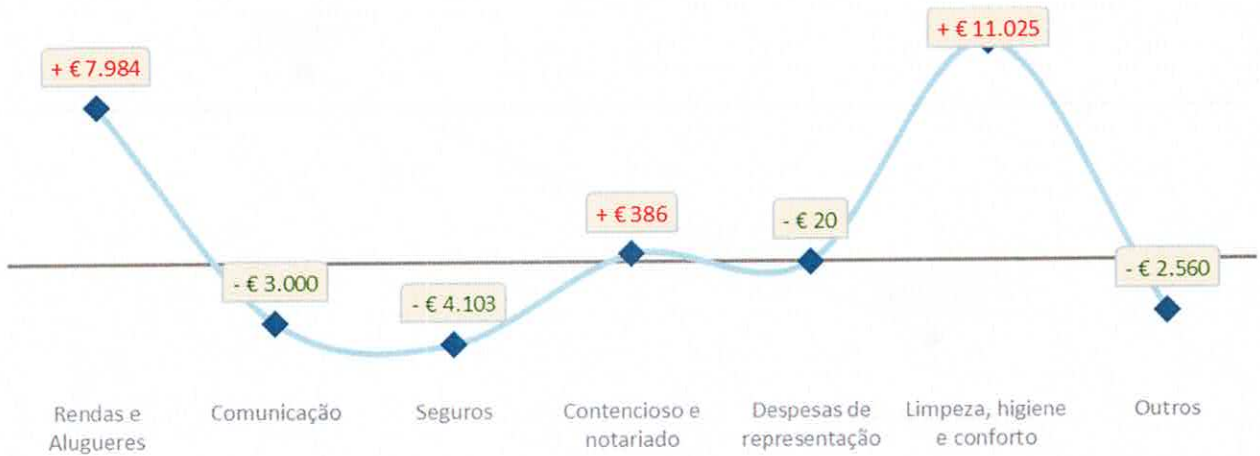 + € 11.025
+ € 7.984
+ € 386
- € 20
- € 3.000
- € 4.103
- € 2.560
Rendas e
Alugueres
Comunicação
Seguros
Contencioso e
notariado
Despesas de
representação
Limpeza, higiene
e conforto
Outros